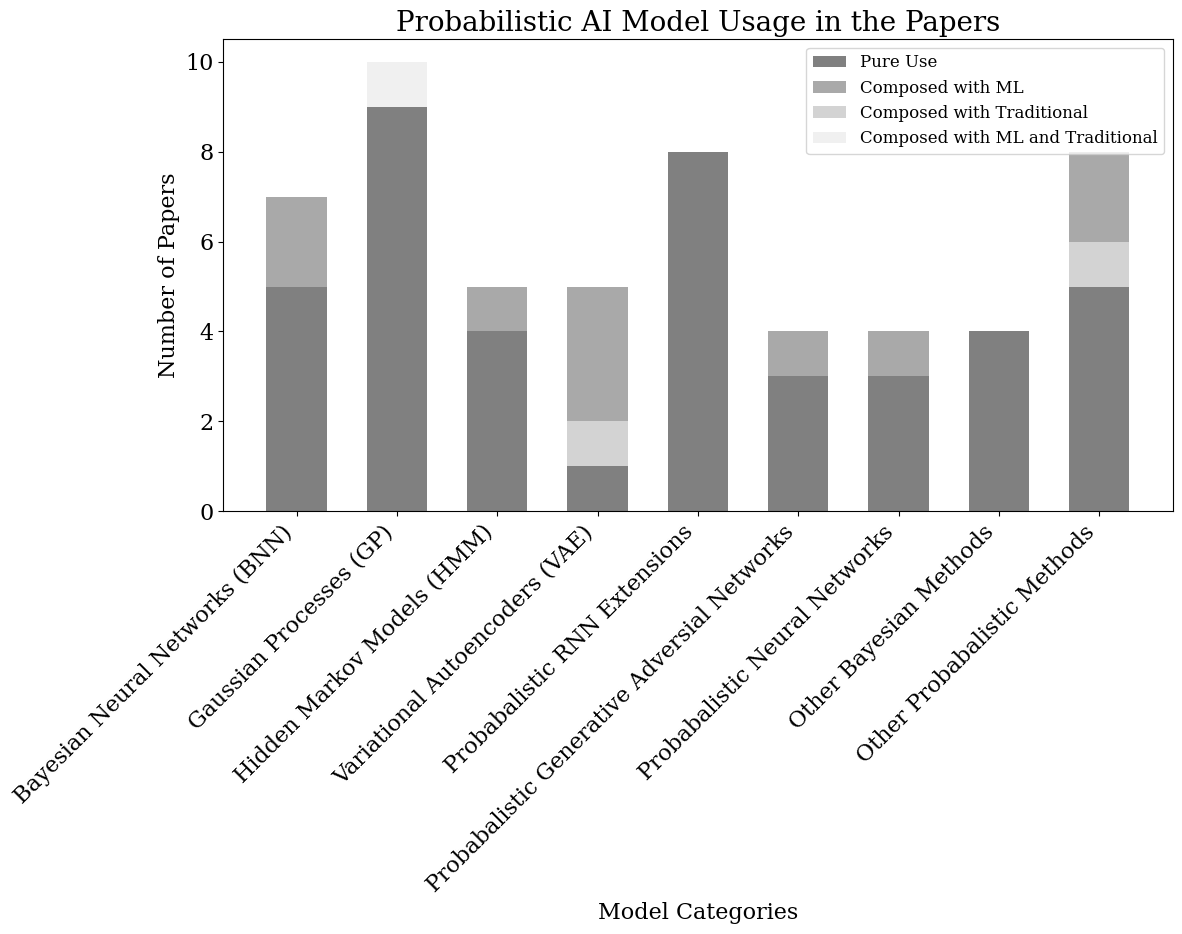 Probabilistic AI Model Usage in the Papers
Number of Papers
10
8
6
4
2
0
Pure Use
Composed with ML
Composed with Traditional
Composed with ML and Traditional
Bayesian Neural Networks (BNN)
Gaussian Processes (GP)
Hidden Markov Models (HMM)
Variational Autoencoders (VAE)
Probabalistic RNN Extensions
Probabalistic Generative Adversial Networks
Probabalistic Neural Networks
Other Bayesian Methods
Other Probabalistic Methods
Model Categories